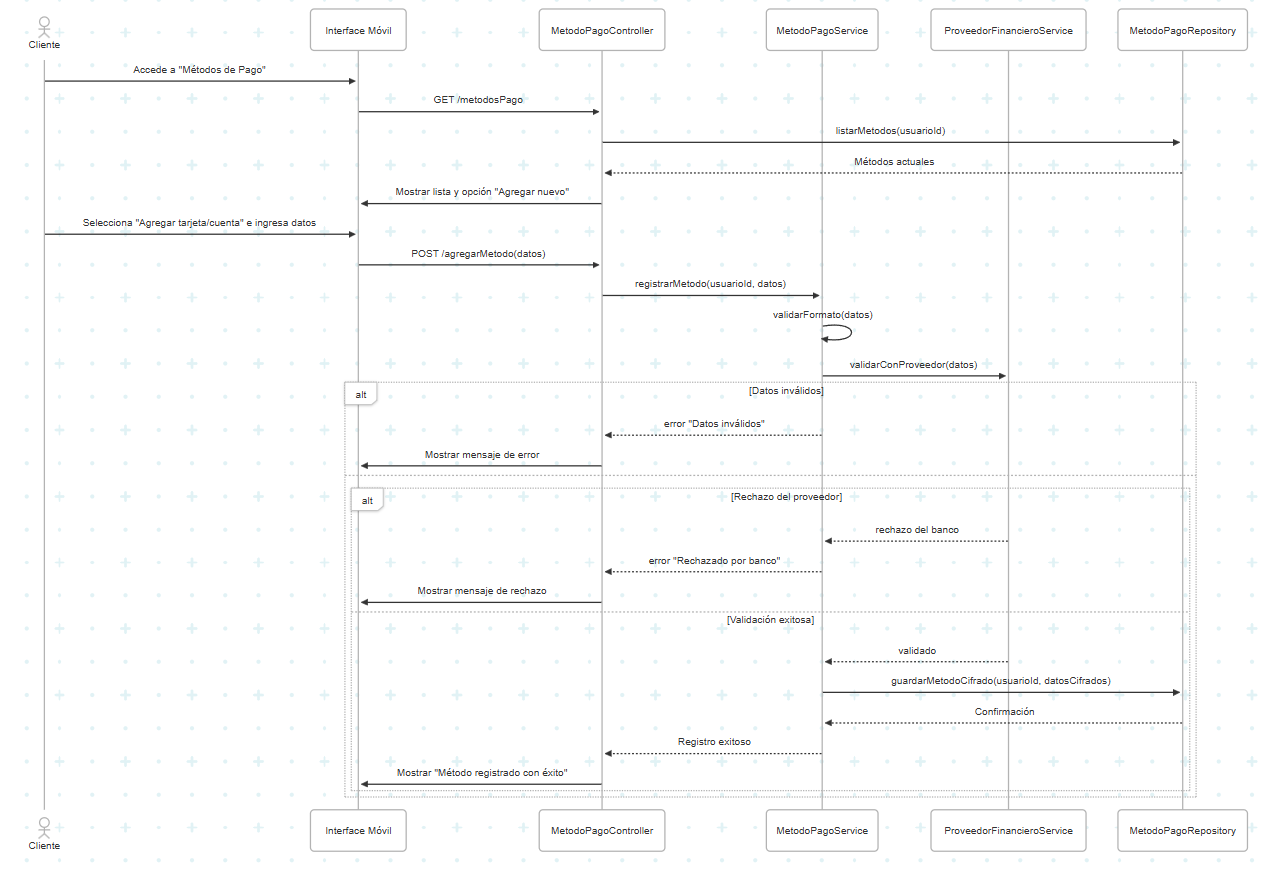 Cliente
Interface Móvil
MetodoPagoController
MetodoPagoService
ProveedorFinancieroService
MetodoPagoRepository
Accede a "Métodos de Pago"
GET /metodosPago
listarMetodos(usuarioId)
Métodos actuales
Mostrar lista y opción "Agregar nuevo"
Selecciona "Agregar tarjeta/cuenta" e ingresa datos
POST /agregarMetodo(datos)
registrarMetodo(usuarioId, datos)
validarFormato(datos)
validarConProveedor(datos)
alt
[Datos inválidos]
error "Datos inválidos"
Mostrar mensaje de error
alt
[Rechazo del proveedor]
rechazo del banco
error "Rechazado por banco"
Mostrar mensaje de rechazo
[Validación exitosa]
validado
guardarMetodoCifrado(usuarioId, datosCifrados)
Confirmación
Registro exitoso
Mostrar "Método registrado con éxito"
Cliente
Interface Móvil
MetodoPagoController
MetodoPagoService
ProveedorFinancieroService
MetodoPagoRepository